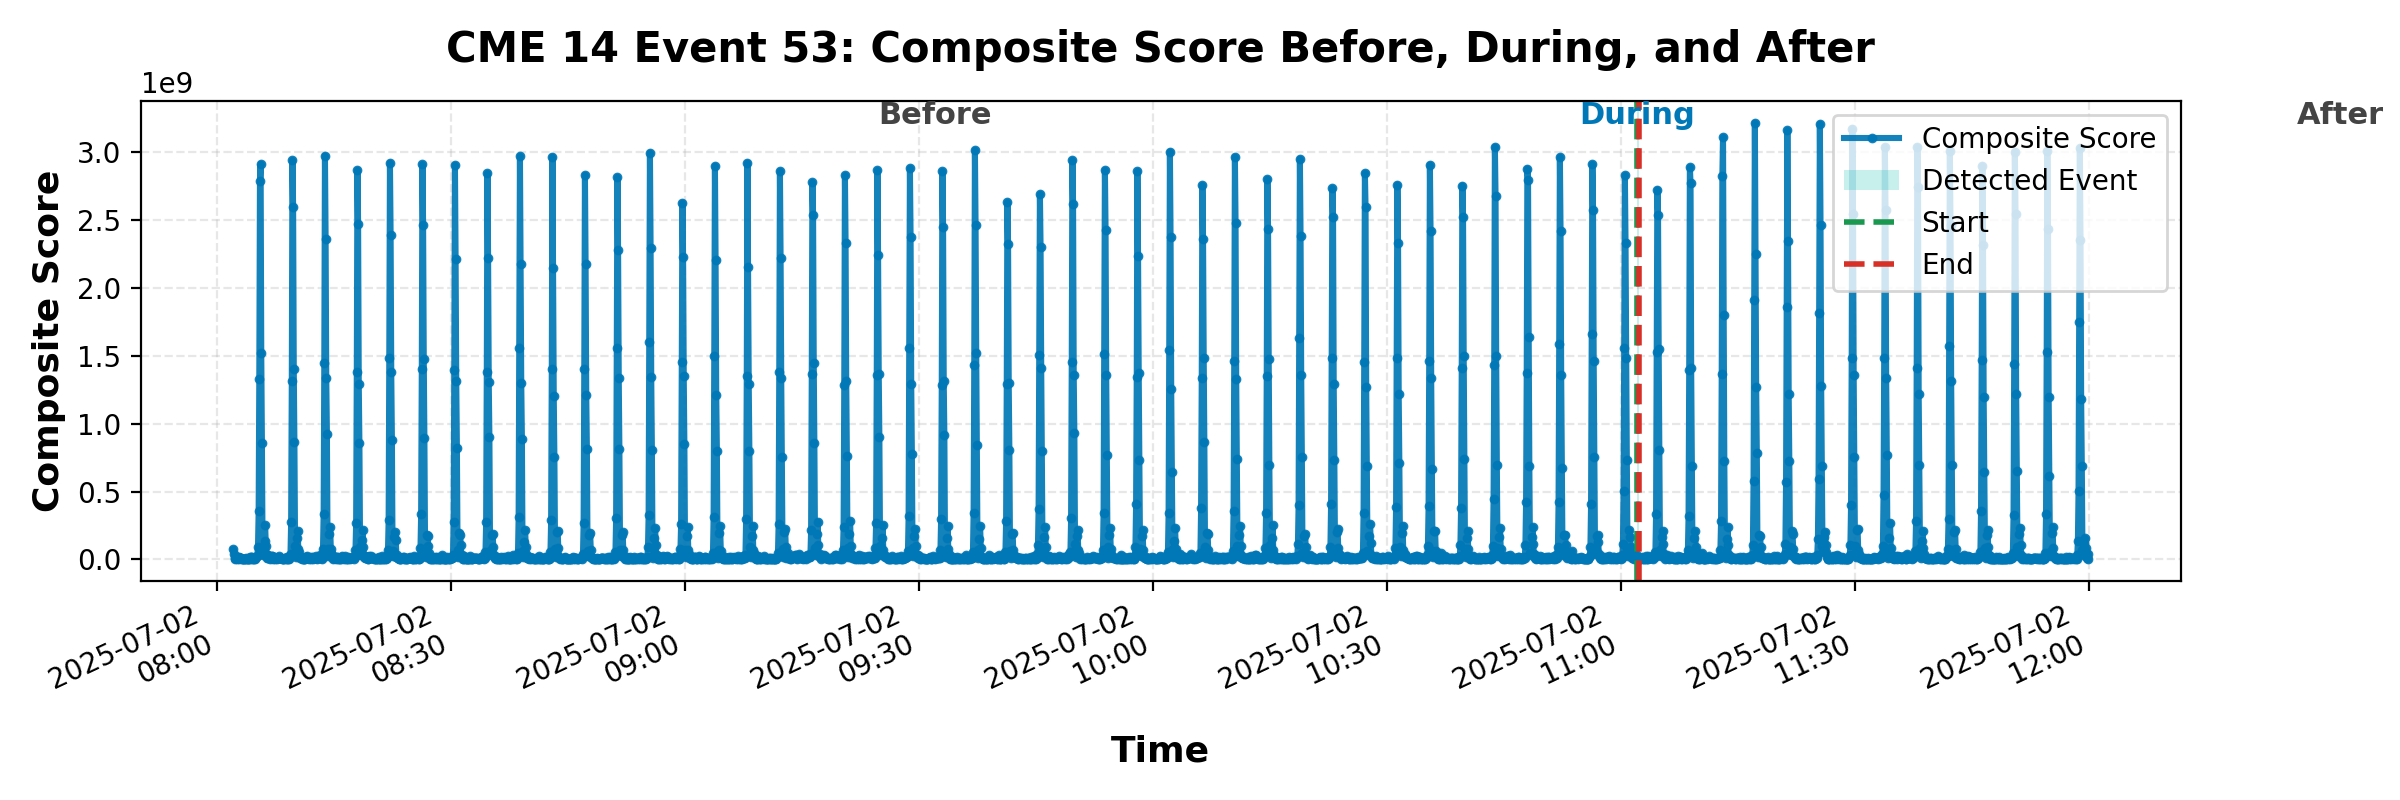 CME 14 Event 53: Composite Score Before, During, and After
1e9
Before
During
After
Composite Score
Detected Event
Start
End
Composite Score
3.0
2.5
2.0
1.5
1.0
0.5
0.0
2025-07-02
08:00
2025-07-02
08:30
2025-07-02
09:00
2025-07-02
09:30
2025-07-02
10:00
2025-07-02
10:30
2025-07-02
11:00
2025-07-02
11:30
2025-07-02
12:00
Time